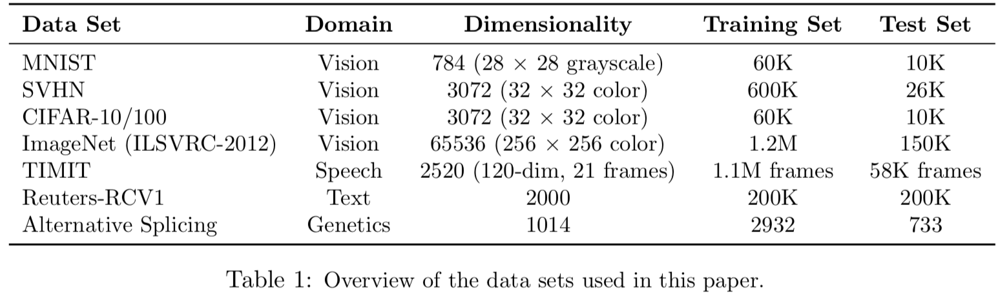 Data Set Domain Dimensionality Training Set Test Set
MNIST Vision 784 (28 × 28 grayscale) 60K 10K
SVHN Vision 3072 (32 × 32 color) 600K 26K
CIFAR-10/100 Vision 3072 (32 × 32 color) 60K 10K
ImageNet (ILSVRC-2012) Vision 65536 (256 × 256 color) 1.2M 150K
TIMIT Speech 2520 (120-dim, 21 frames) 1.1M frames 58K frames
Reuters-RCV1 Text 2000 200K 200K
Alternative Splicing Genetics 1014 2932 733
Table 1: Overview of the data sets used in this paper.